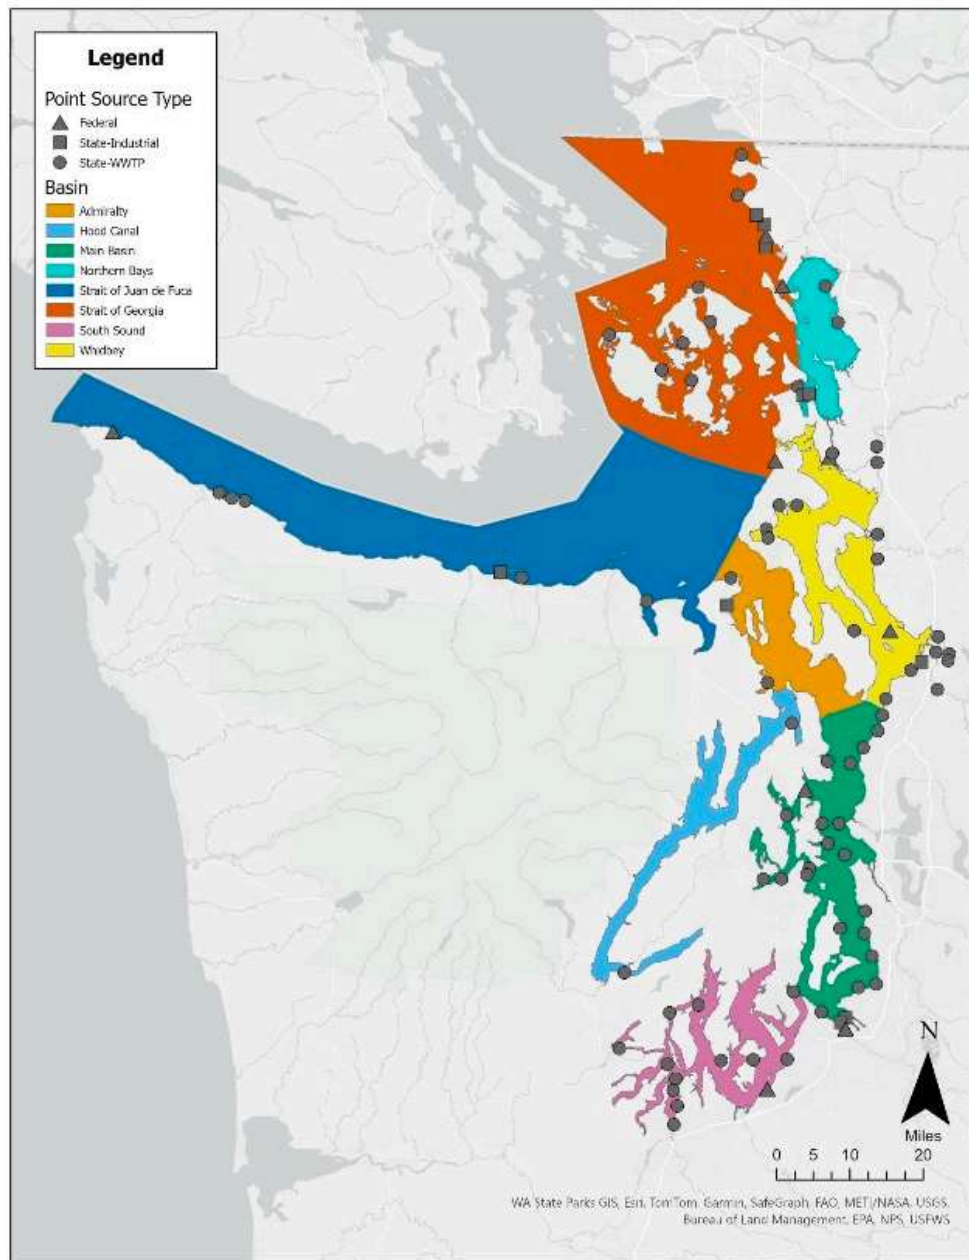 Legend
Point Source Type
Federal
State-Industrial
State-WWTP
Basin
Admiralty
Hood Canal
Main Basin
Northern Bays
Strait of Juan de Fuca
Strait of Georgia
South Sound
Whidbey
N
Miles
0 5 10 20
WA State Parks GIS, Esri, TomTom, Garmin, SafeGraph, FAO, METI/NASA, USGS,
Bureau of Land Management, EPA, NPS, USFWS